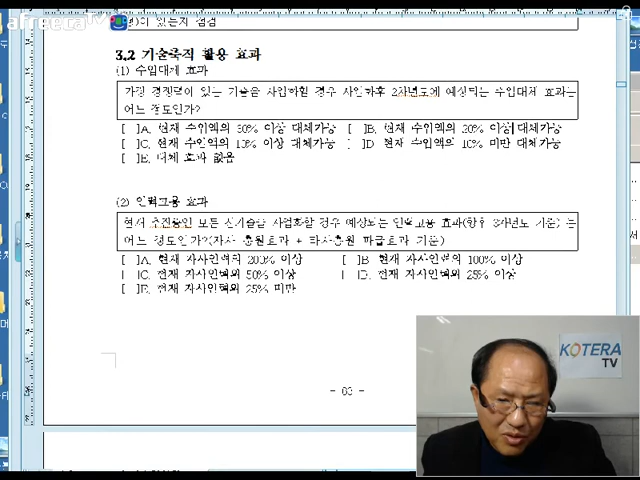 afreecaTV
있는지 점검
3.2 기술축적 활용 효과
(1) 수입대체 효과
가장 경쟁력이 있는 기술을 사업화할 경우 사업화후 2차년도에 예상되는 수입대체 효과는
어느 정도인가?
[ ]A. 현재 수입액의 30% 이상 대체가능 [ ]B. 현재 수입액의 20% 이상 대체가능
[ ]C. 현재 수입액의 10% 이상 대체가능 [ ]D 현재 수입액의 10% 미만 대체가능
[ ]E. 대체 효과 없음
(2) 인력고용 효과
현재 추진중인 모든 신기술을 사업화할 경우 예상되는 인력고용 효과(향후 3차년도 기준)는
어느 정도인가?(자사 충원효과 + 타사충원 파급효과 기준)
[ ]A. 현재 자사인력의 200% 이상 [ ]B 현재 자사인력의 100% 이상
[ ]C. 현재 자사인력의 50% 이상 [ ]D. 현재 자사인력의 25% 이상
[ ]E. 현재 자사인력의 25% 미만
- 63 -
KOTERA
TV